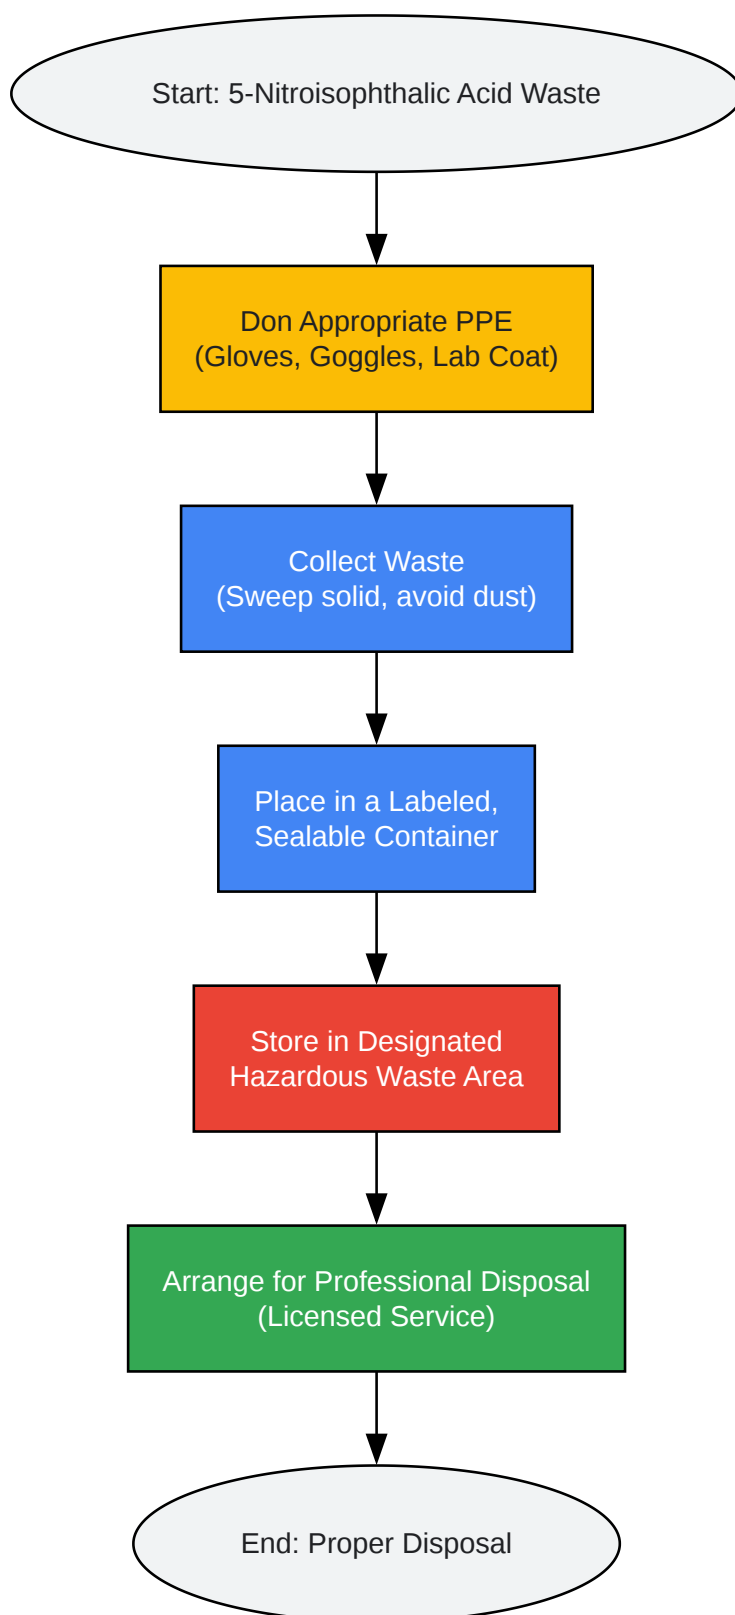 Start: 5-Nitroisophthalic Acid Waste
Don Appropriate PPE
(Gloves, Goggles, Lab Coat)
Collect Waste
(Sweep solid, avoid dust)
Place in a Labeled,
Sealable Container
Store in Designated
Hazardous Waste Area
Arrange for Professional Disposal
(Licensed Service)
End: Proper Disposal